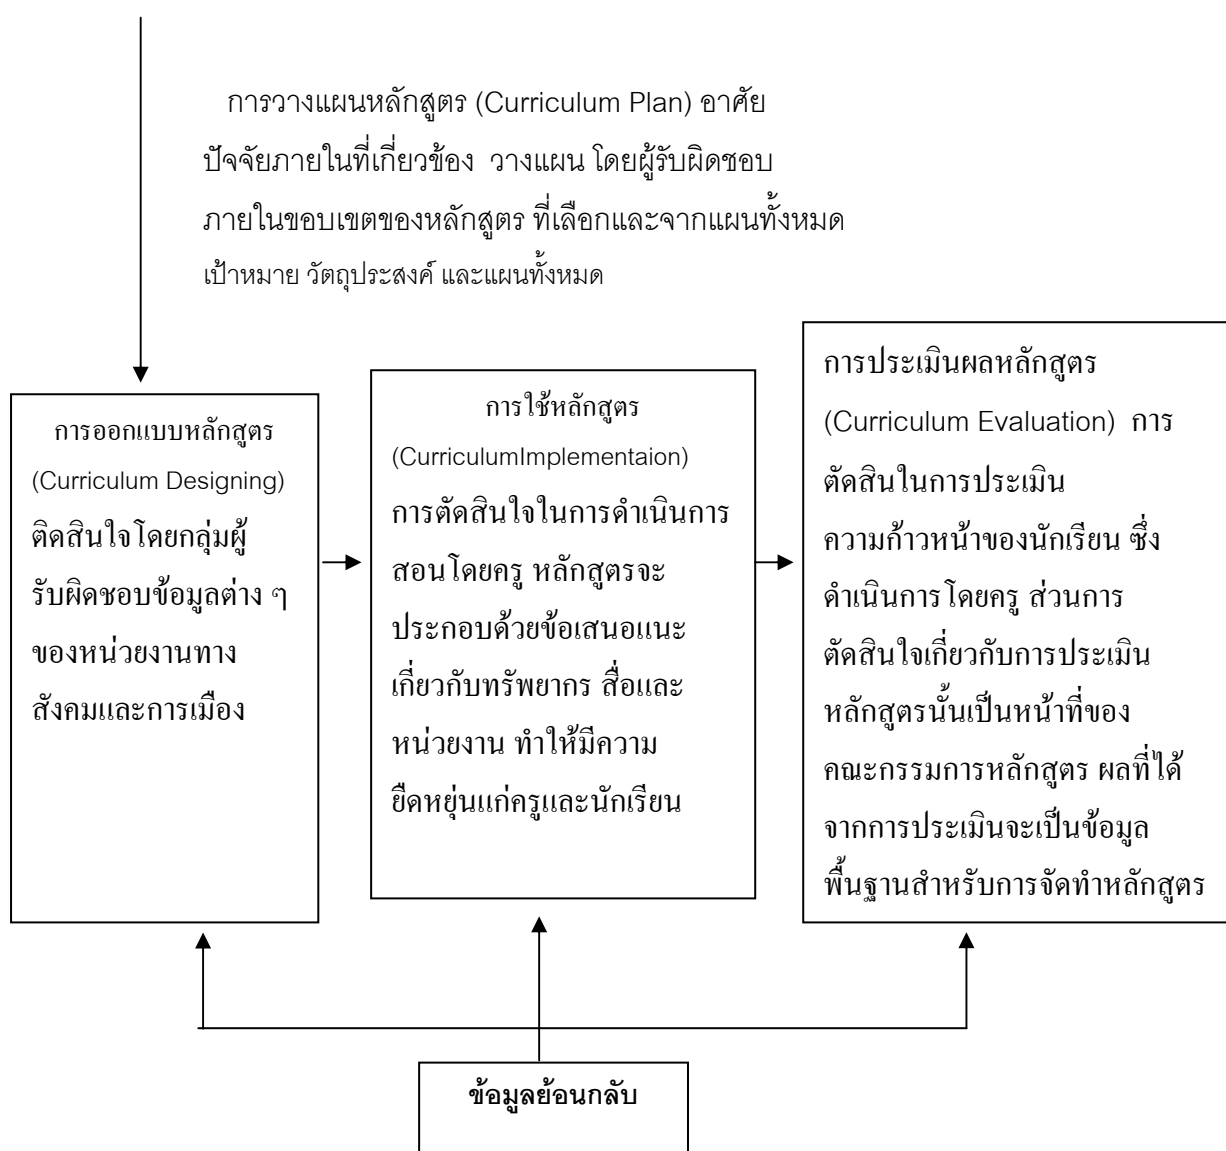 การวางแผนหลักสูตร (Curriculum Plan) อาศัย
ปัจจัยภายในที่เกี่ยวข้อง วางแผน โดยผู้รับผิดชอบ
ภายในขอบเขตของหลักสูตร ที่เลือกและจากแผนทั้งหมด
เป้าหมาย วัตถุประสงค์ และแผนทั้งหมด
การออกแบบหลักสูตร
(Curriculum Designing)
ติดสินใจโดยกลุ่มผู้
รับผิดชอบข้อมูลต่าง ๆ
ของหน่วยงานทาง
สังคมและการเมือง
การใช้หลักสูตร
(CurriculumImplementaion)
การตัดสินใจในการดำเนินการ
สอนโดยครู หลักสูตรจะ
ประกอบด้วยข้อเสนอแนะ
เกี่ยวกับทรัพยากร สื่อและ
หน่วยงาน ทำให้มีความ
ยืดหยุ่นแก่ครูและนักเรียน
การประเมินผลหลักสูตร
(Curriculum Evaluation) การ
ตัดสินในการประเมิน
ความก้าวหน้าของนักเรียน ซึ่ง
ดำเนินการโดยครู ส่วนการ
ตัดสินใจเกี่ยวกับการประเมิน
หลักสูตรนั้นเป็นหน้าที่ของ
คณะกรรมการหลักสูตร ผลที่ได้
จากการประเมินจะเป็นข้อมูล
พื้นฐานสำหรับการจัดทำหลักสูตร
ข้อมูลย้อนกลับ